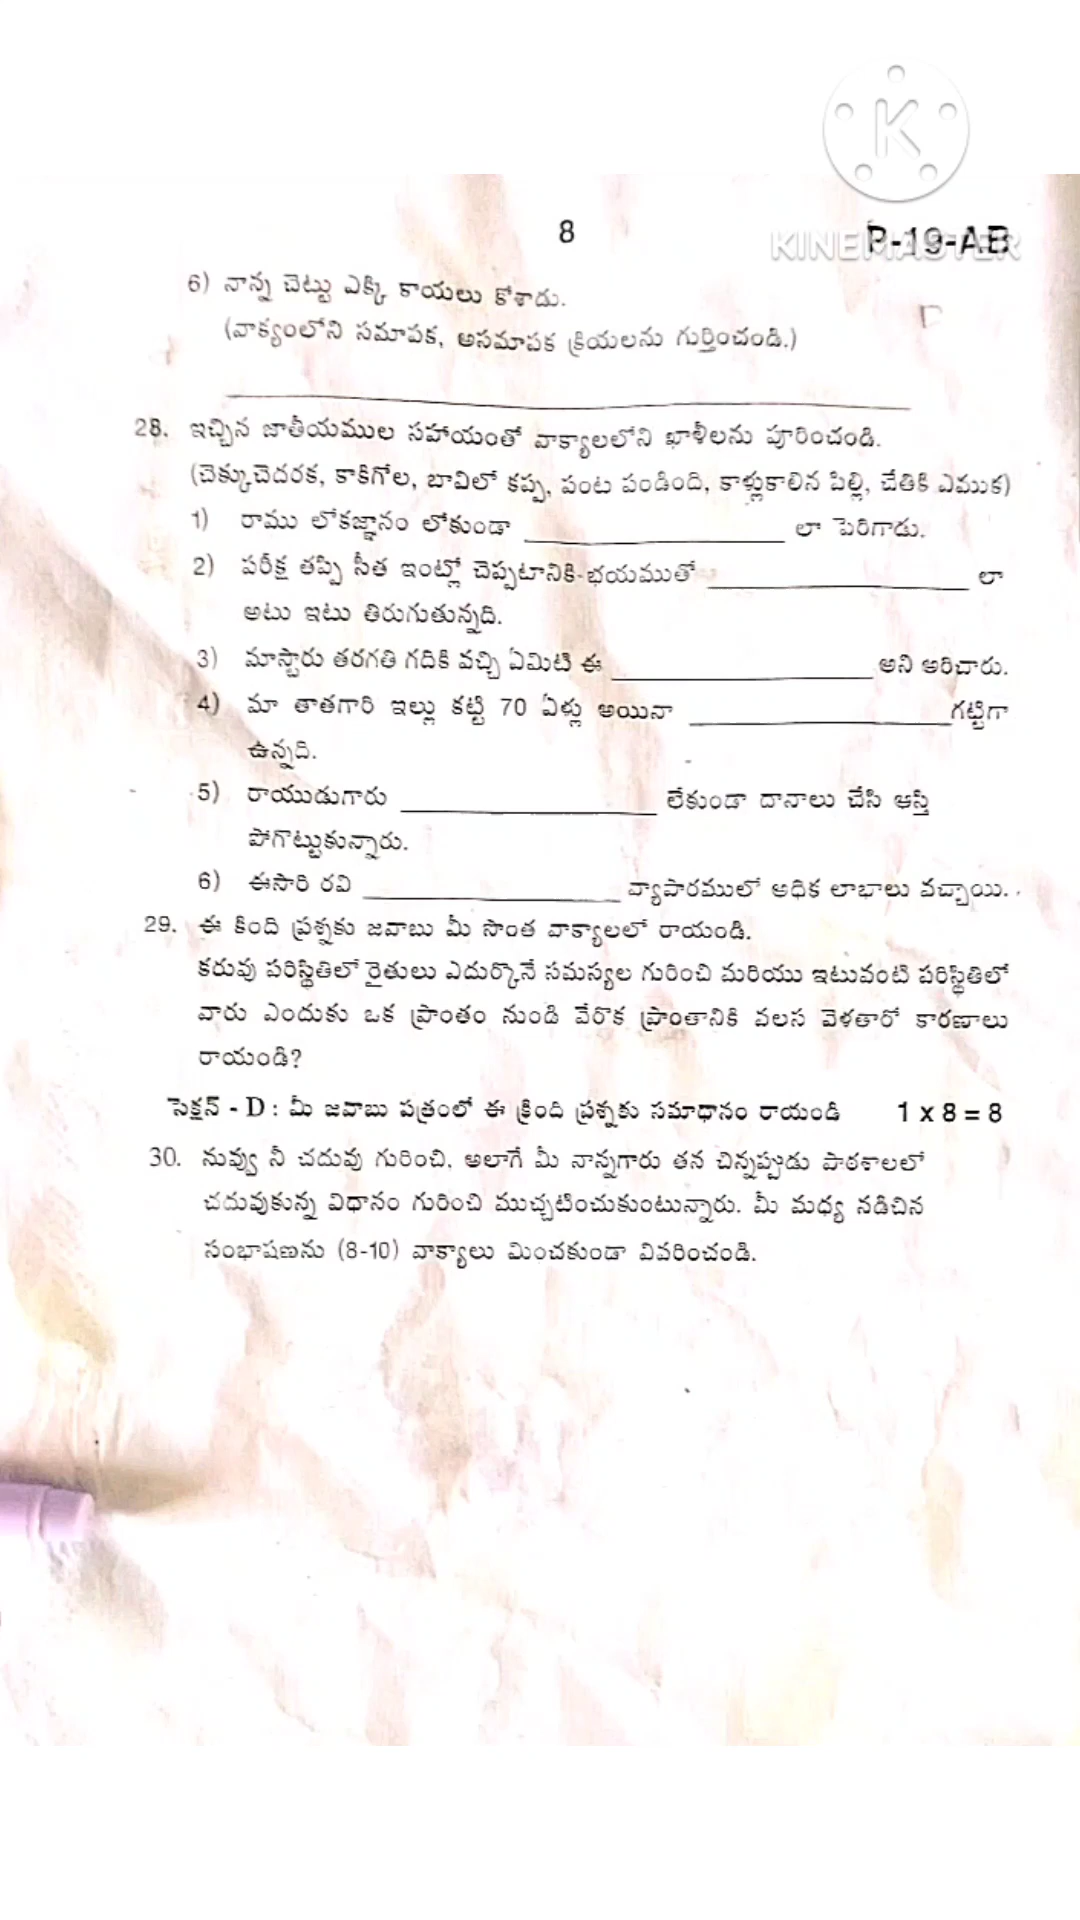 K
KINEMASTER
8 P-19-AB
6) నాన్న చెట్టు ఎక్కి కాయలు కోశాడు.
(వాక్యంలోని సమాపక, అసమాపక క్రియలను గుర్తించండి.)
28. ఇచ్చిన జాతీయముల సహాయంతో వాక్యాలలోని ఖాళీలను పూరించండి.
(చెక్కుచెదరక, కాకిగోల, బావిలో కప్ప, పంట పండింది, కాళ్లుకాలిన పిల్లి, చేతికి ఎముక)
1) రాము లోకజ్ఞానం లోకుండా ____________ లా పెరిగాడు.
2) పరీక్ష తప్పి సీత ఇంట్లో చెప్పటానికి-భయముతో ____________ లా
అటు ఇటు తిరుగుతున్నది.
3) మాస్టారు తరగతి గదికి వచ్చి ఏమిటి ఈ ____________ అని అరిచారు.
4) మా తాతగారి ఇల్లు కట్టి 70 ఏళ్లు అయినా ____________ గట్టిగా
ఉన్నది.
5) రాయుడుగారు ____________ లేకుండా దానాలు చేసి ఆస్తి
పోగొట్టుకున్నారు.
6) ఈసారి రవి ____________ వ్యాపారములో అధిక లాభాలు వచ్చాయి.
29. ఈ కింది ప్రశ్నకు జవాబు మీ సొంత వాక్యాలలో రాయండి.
కరువు పరిస్థితిలో రైతులు ఎదుర్కొనే సమస్యల గురించి మరియు ఇటువంటి పరిస్థితిలో
వారు ఎందుకు ఒక ప్రాంతం నుండి వేరొక ప్రాంతానికి వలస వెళతారో కారణాలు
రాయండి?
సెక్షన్ - D : మీ జవాబు పత్రంలో ఈ క్రింది ప్రశ్నకు సమాధానం రాయండి 1 x 8 = 8
30. నువ్వు నీ చదువు గురించి, అలాగే మీ నాన్నగారు తన చిన్నప్పుడు పాఠశాలలో
చదువుకున్న విధానం గురించి ముచ్చటించుకుంటున్నారు. మీ మధ్య నడిచిన
సంభాషణను (8-10) వాక్యాలు మించకుండా వివరించండి.